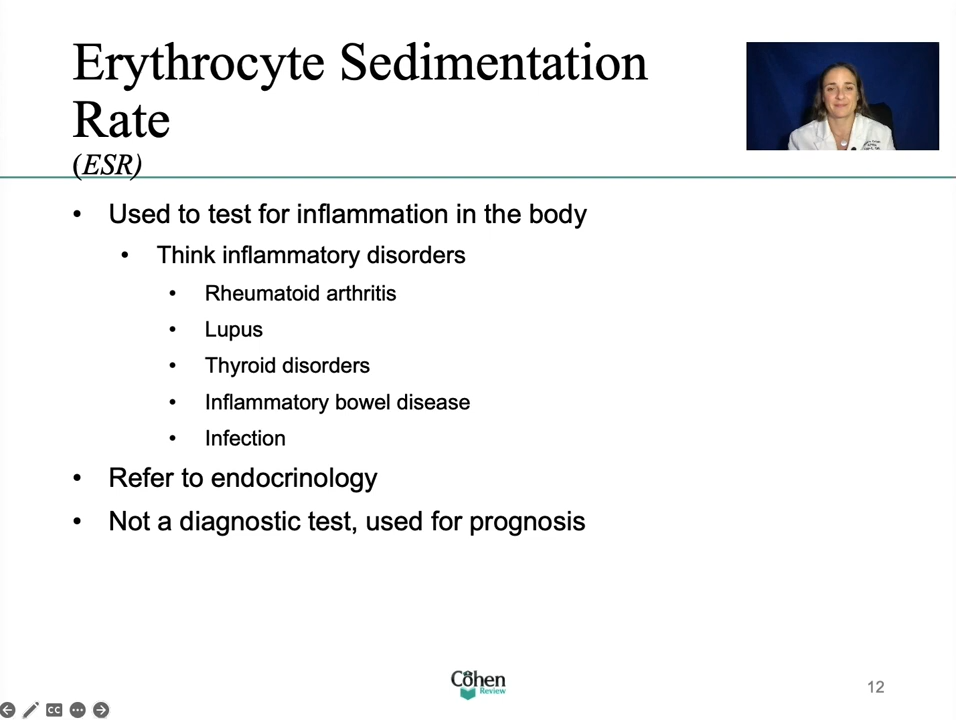 Erythrocyte Sedimentation
Rate
(ESR)
• Used to test for inflammation in the body
• Think inflammatory disorders
• Rheumatoid arthritis
• Lupus
• Thyroid disorders
• Inflammatory bowel disease
• Infection
• Refer to endocrinology
• Not a diagnostic test, used for prognosis
Cohen
Review
12
CC